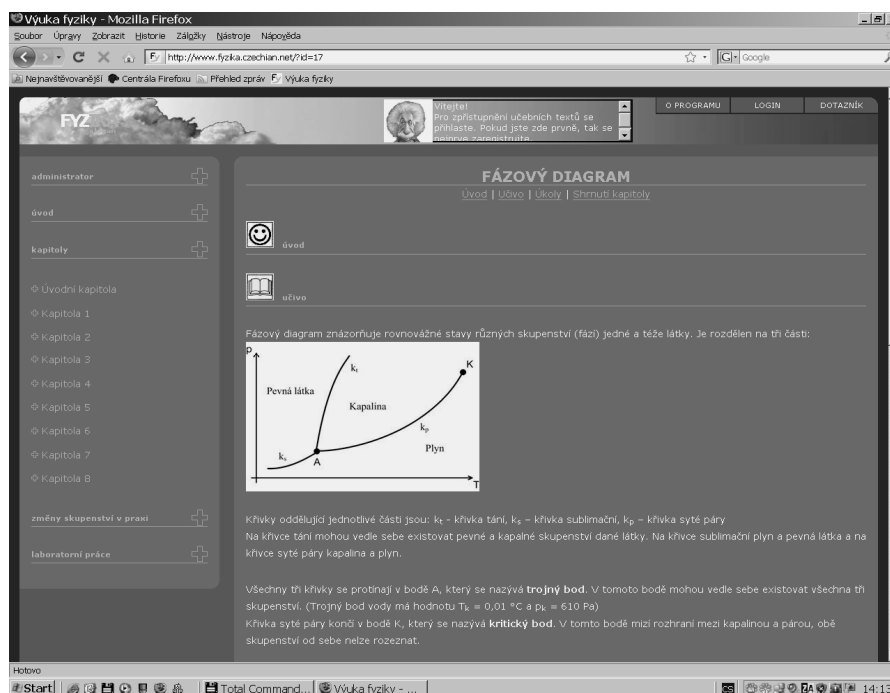 Výuka fyziky - Mozilla Firefox
Soubor Úpravy Zobrazit Historie Záložky Nástroje Nápověda
http://www.fyzika.czechian.net/?id=17
Google
Nejnavštěvovanější Centrála Firefoxu Přehled zpráv Výuka fyziky
FYZ
Vítejte!
Pro zpřístupnění učebních textů se
přihlaste. Pokud jste zde prvně, tak se
nejprve zaregistrujte.
O PROGRAMU LOGIN DOTAZNÍK
administrator
úvod
kapitoly
Úvodní kapitola
Kapitola 1
Kapitola 2
Kapitola 3
Kapitola 4
Kapitola 5
Kapitola 6
Kapitola 7
Kapitola 8
změny skupenství v praxi
laboratorní práce
FÁZOVÝ DIAGRAM
Úvod | Učivo | Úkoly | Shrnutí kapitoly
úvod
učivo
Fázový diagram znázorňuje rovnovážné stavy různých skupenství (fází) jedné a téže látky. Je rozdělen na tři části:
p
kt
K
Pevná látka
Kapalina
kp
Plyn
ks
A
T
Křivky oddělující jednotlivé části jsou: kt - křivka tání, ks – křivka sublimační, kp – křivka syté páry
Na křivce tání mohou vedle sebe existovat pevné a kapalné skupenství dané látky. Na křivce sublimační plyn a pevná látka a na
křivce syté páry kapalina a plyn.
Všechny tři křivky se protínají v bodě A, který se nazývá trojný bod. V tomoto bodě mohou vedle sebe existovat všechna tři
skupenství. (Trojný bod vody má hodnotu Tk = 0,01 °C a pk = 610 Pa)
Křivka syté páry končí v bodě K, který se nazývá kritický bod. V tomto bodě mizí rozhraní mezi kapalinou a párou, obě
skupenství od sebe nelze rozeznat.
Hotovo
Start Total Command... Výuka fyziky - ... CS 14:13